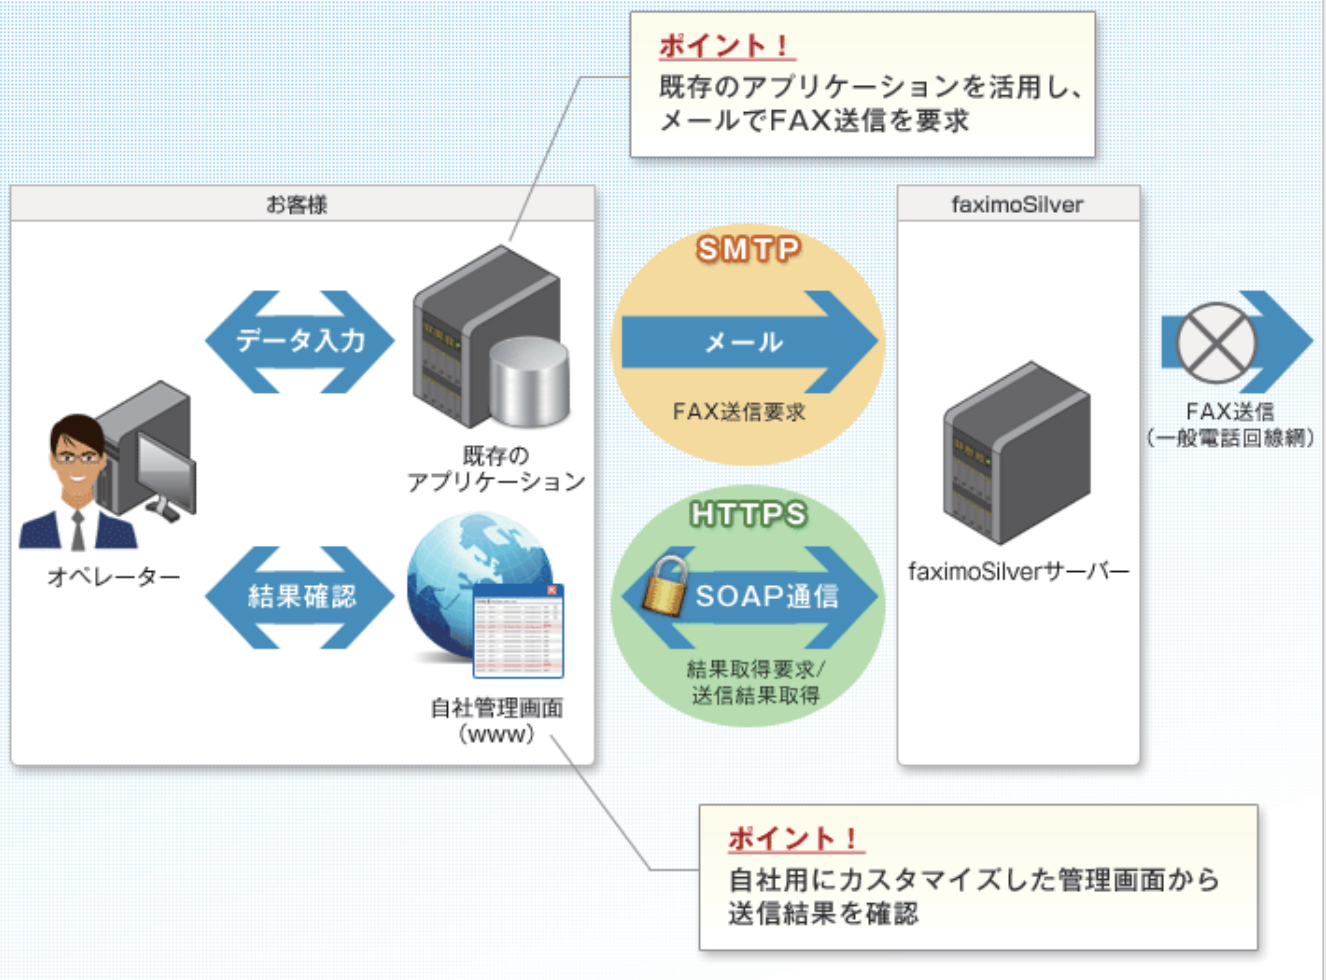 ポイント！
既存のアプリケーションを活用し、
メールでFAX送信を要求
お客様
faximoSilver
データ入力
既存の
アプリケーション
SMTP
メール
FAX送信要求
FAX送信
（一般電話回線網）
オペレーター
結果確認
自社管理画面
（www）
HTTPS
SOAP通信
結果取得要求/
送信結果取得
faximoSilverサーバー
ポイント！
自社用にカスタマイズした管理画面から
送信結果を確認